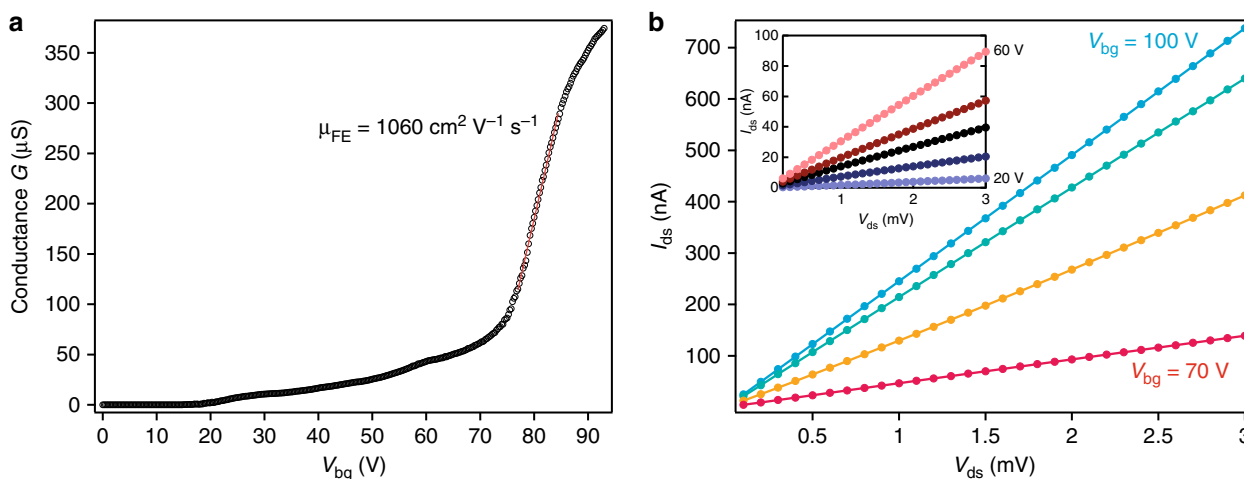 a
Conductance G (μS)
350
300
250
200
150
100
50
0
μFE = 1060 cm² V⁻¹ s⁻¹
0 10 20 30 40 50 60 70 80 90
Vbg (V)
b
Ids (nA)
700
600
500
400
300
200
100
Vbg = 100 V
Vbg = 70 V
0.5 1 1.5 2 2.5 3
Vds (mV)
Ids (nA)
100
80
60
40
20
0
60 V
20 V
1 2 3
Vds (mV)